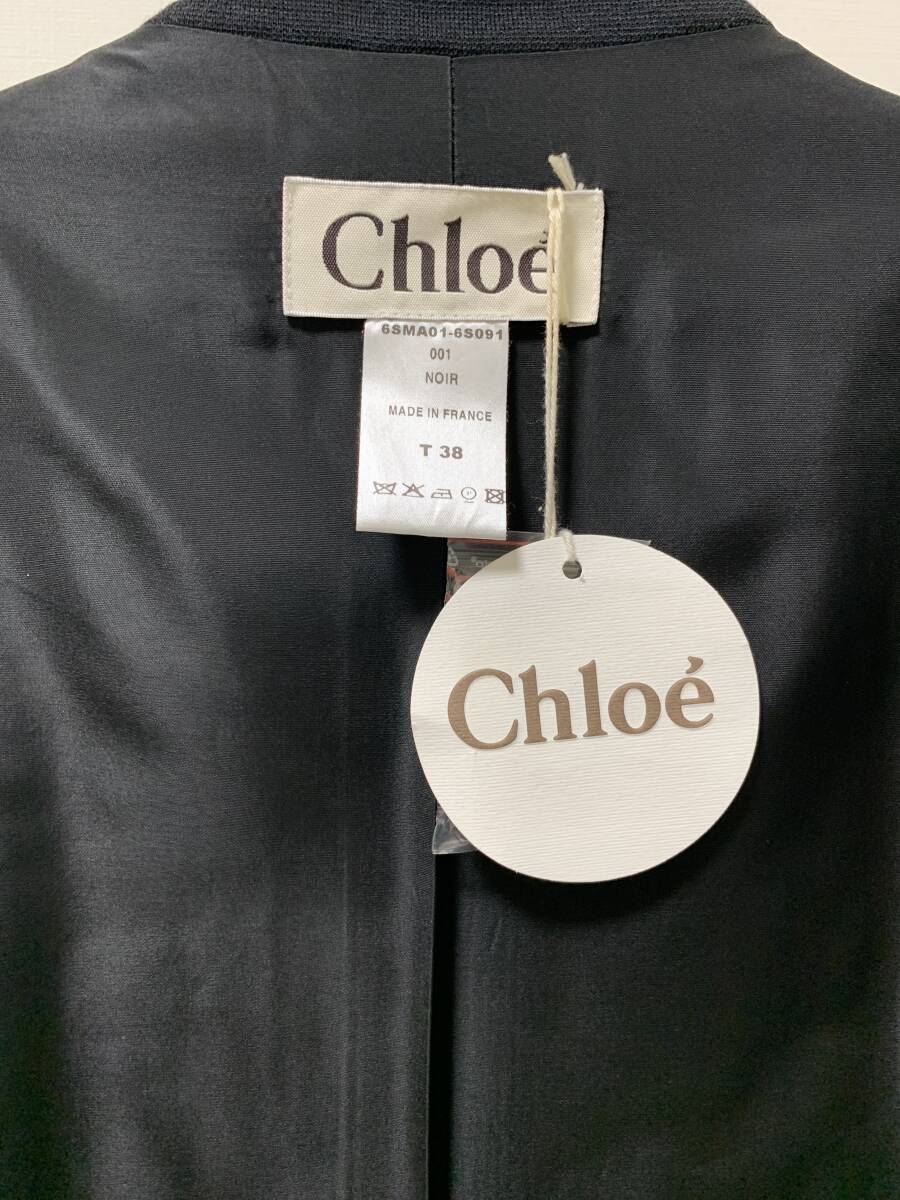 Chloé
6SMA01-6S091
001
NOIR
MADE IN FRANCE
T 38
Chloé